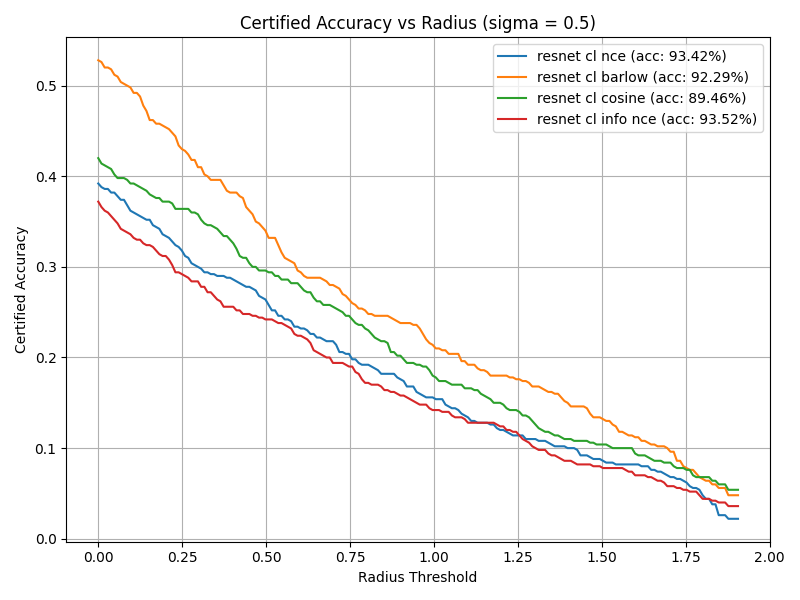 Certified Accuracy vs Radius (sigma = 0.5)
resnet cl nce (acc: 93.42%)
resnet cl barlow (acc: 92.29%)
resnet cl cosine (acc: 89.46%)
resnet cl info nce (acc: 93.52%)
Certified Accuracy
0.5
0.4
0.3
0.2
0.1
0.0
0.00 0.25 0.50 0.75 1.00 1.25 1.50 1.75 2.00
Radius Threshold